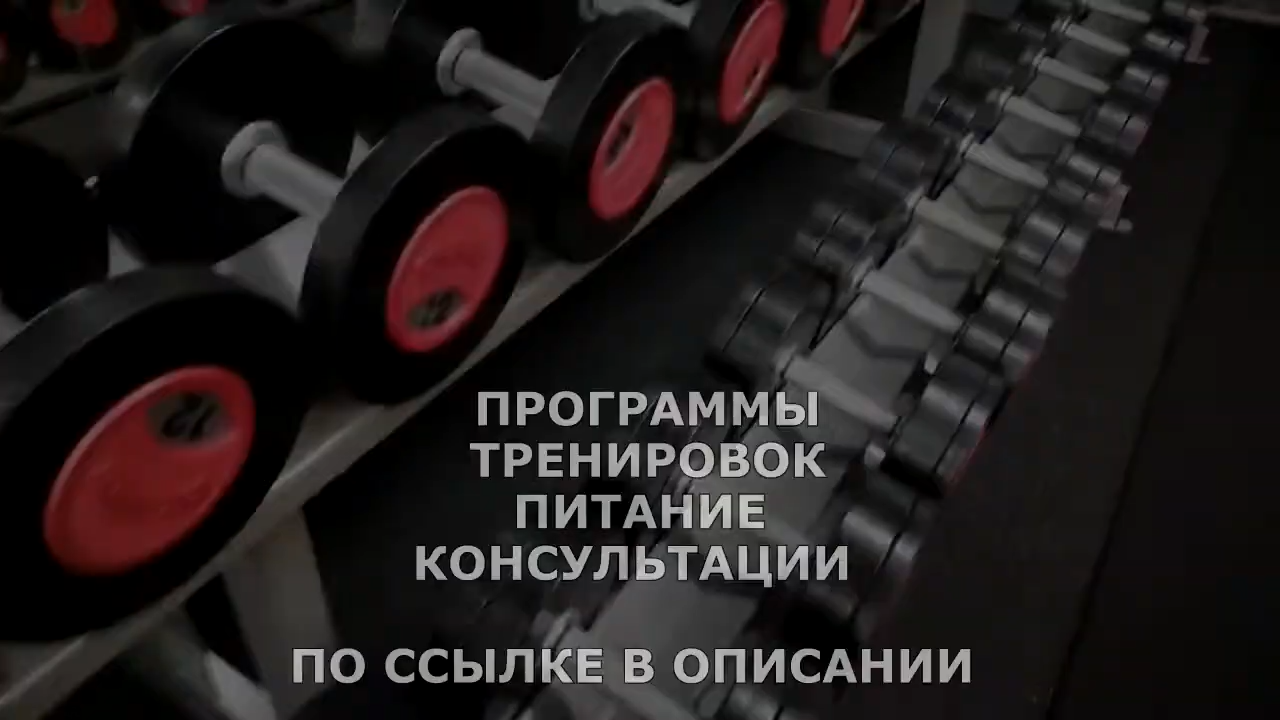 ПРОГРАММЫ
ТРЕНИРОВОК
ПИТАНИЕ
КОНСУЛЬТАЦИИ
ПО ССЫЛКЕ В ОПИСАНИИ